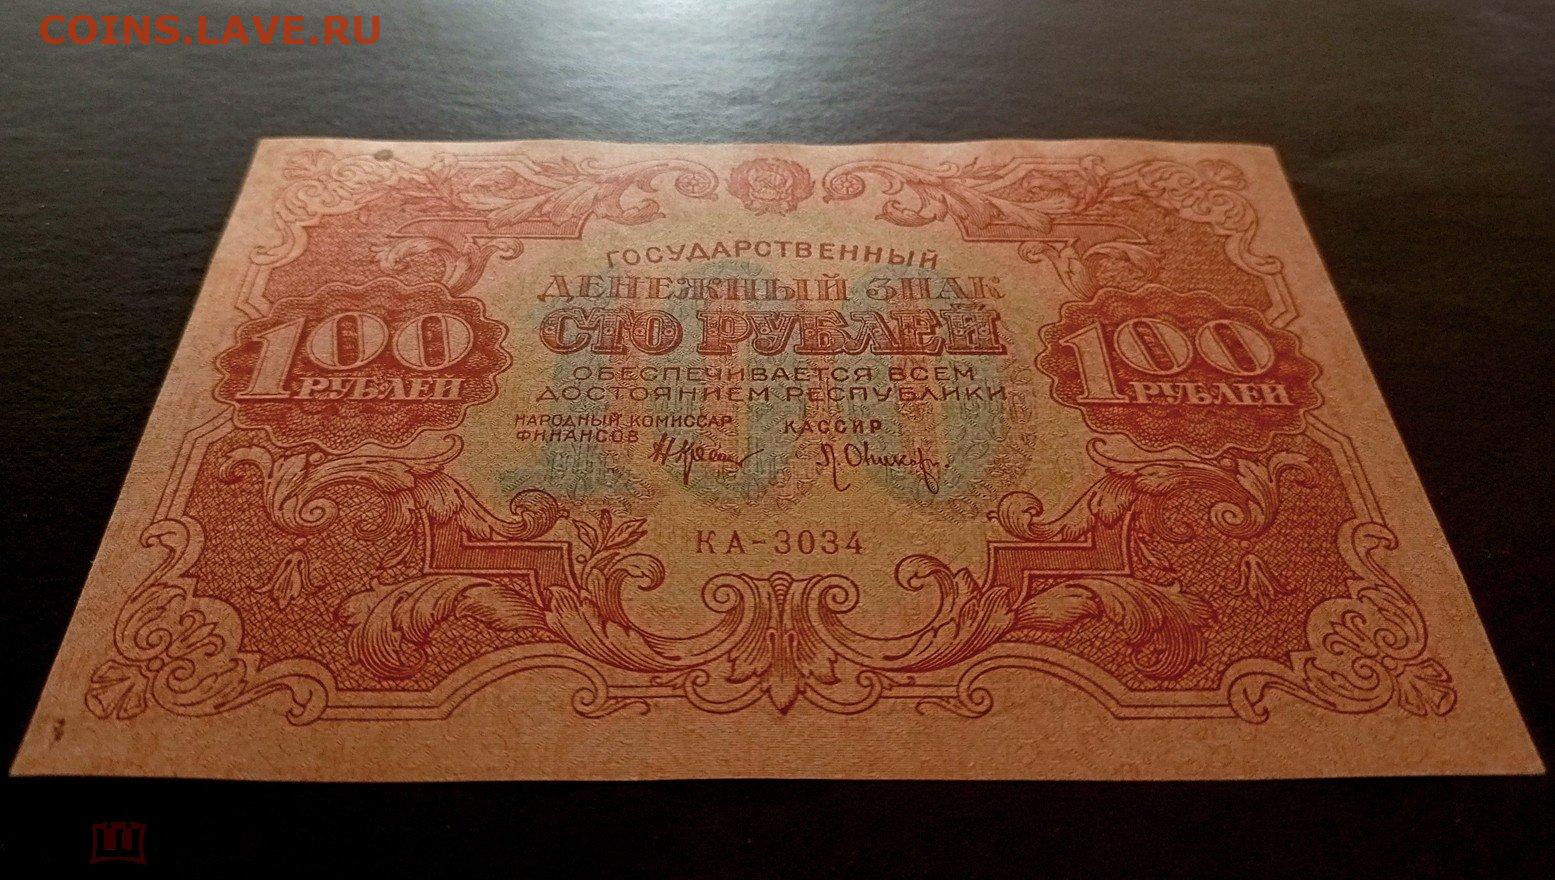 COINS.LAVE.RU
ГОСУДАРСТВЕННЫЙ
ДЕНЕЖНЫЙ ЗНАК
СТО РУБЛЕЙ
100
100 РУБЛЕЙ
100 РУБЛЕЙ
ОБЕСПЕЧИВАЕТСЯ ВСЕМ
ДОСТОЯНИЕМ РЕСПУБЛИКИ
НАРОДНЫЙ КОМИССАР
ФИНАНСОВ
КАССИР
КА-3034